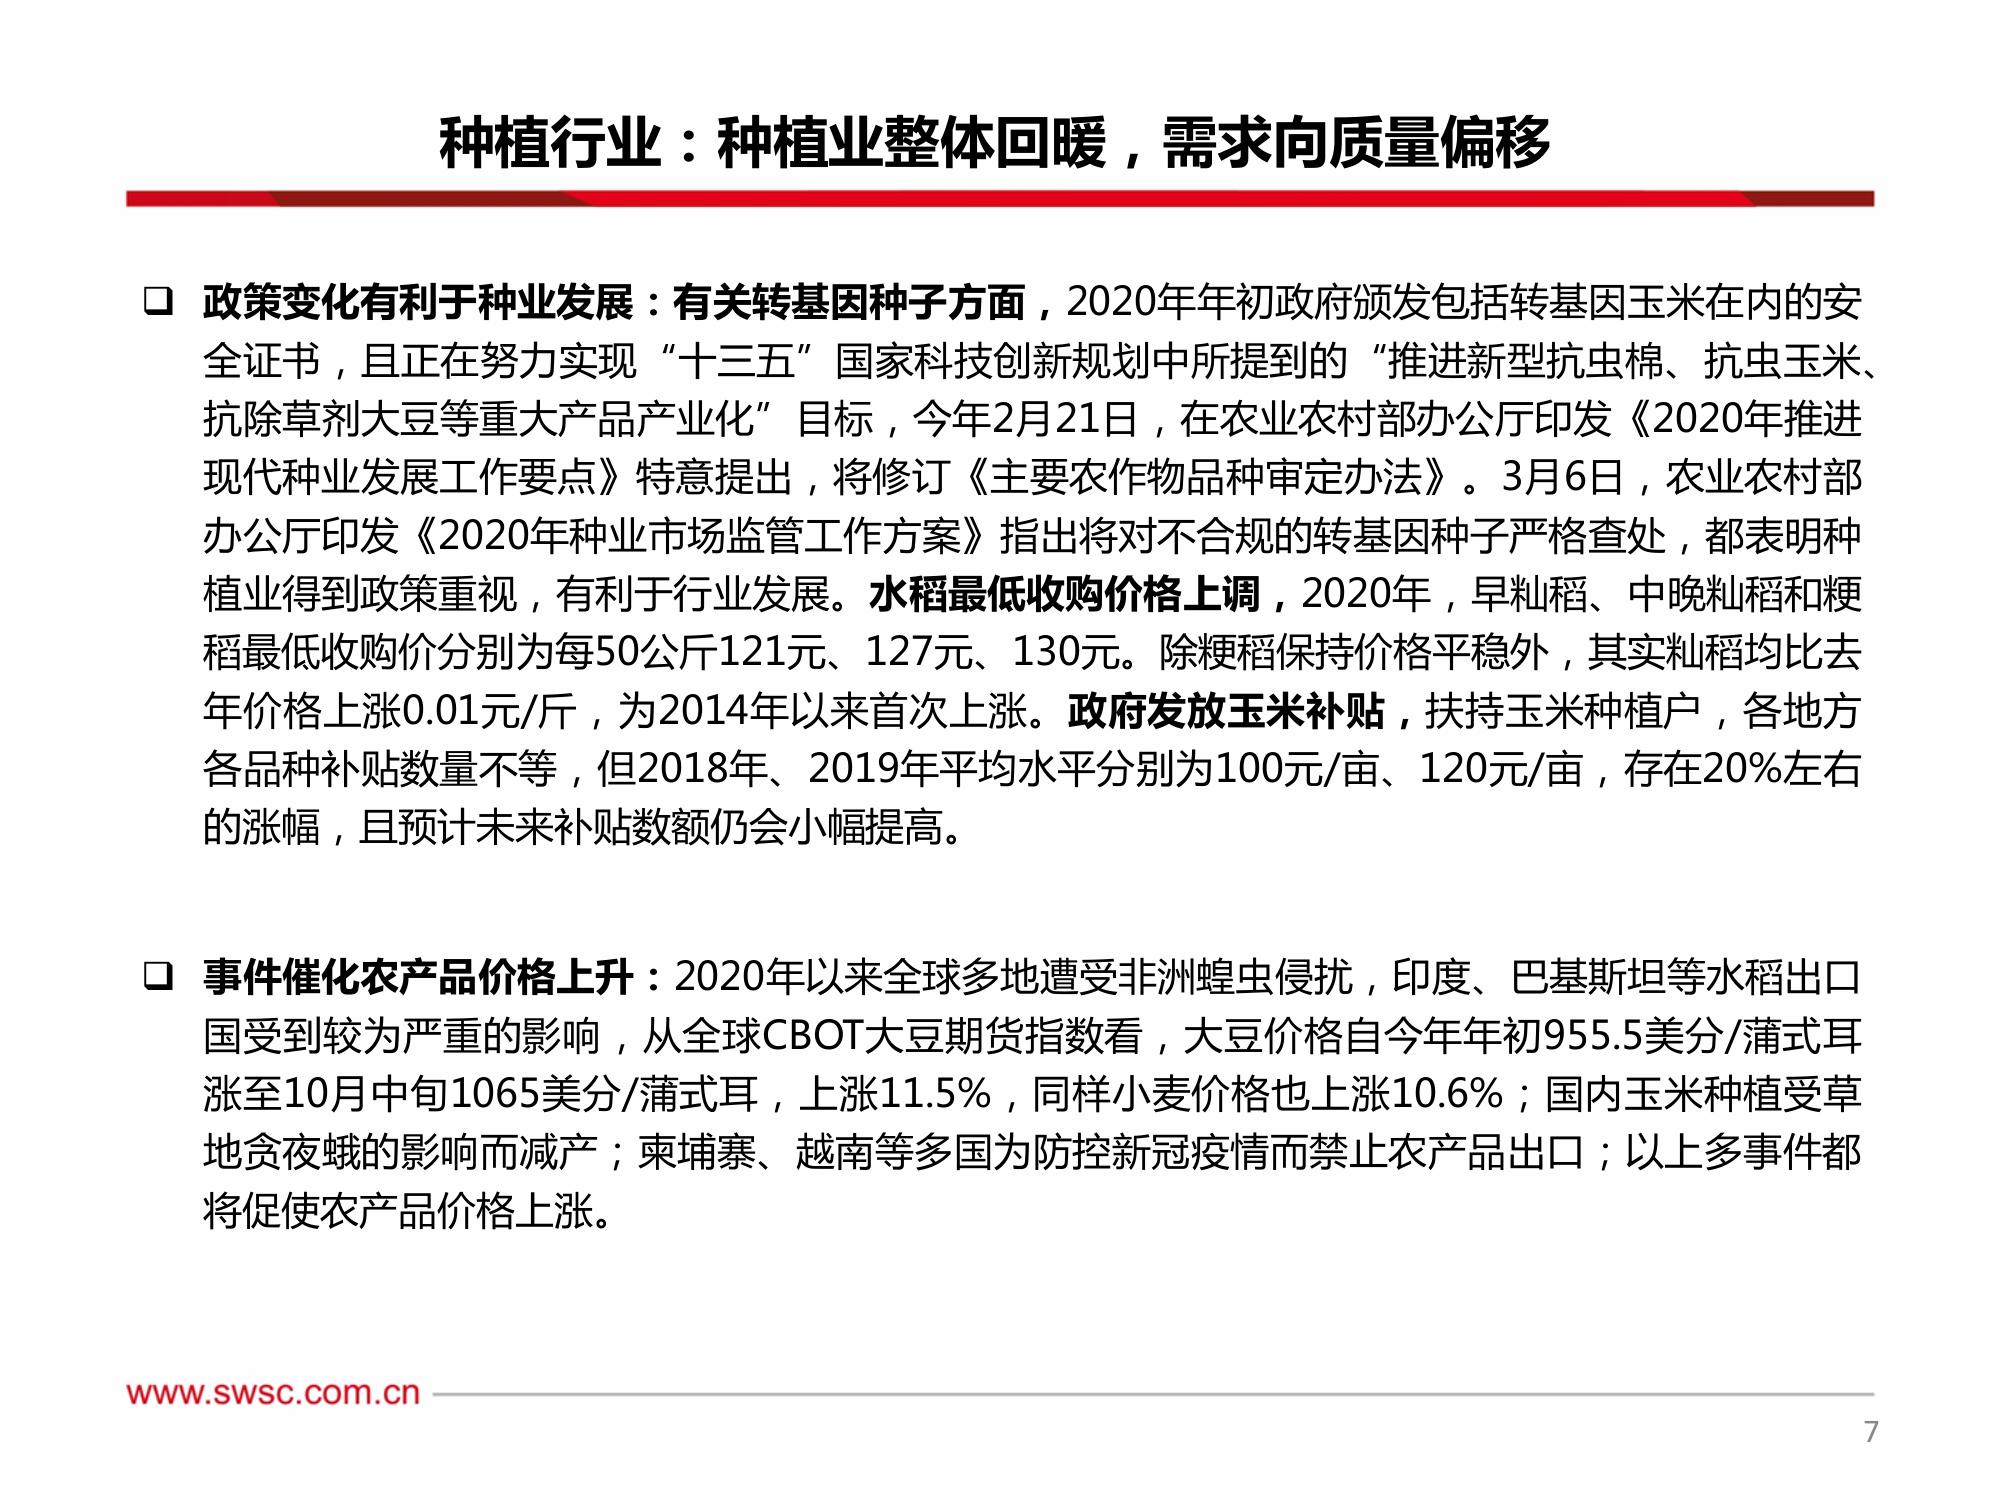 种植行业：种植业整体回暖，需求向质量偏移
❑ 政策变化有利于种业发展：有关转基因种子方面，2020年年初政府颁发包括转基因玉米在内的安
全证书，且正在努力实现“十三五”国家科技创新规划中所提到的“推进新型抗虫棉、抗虫玉米、
抗除草剂大豆等重大产品产业化”目标，今年2月21日，在农业农村部办公厅印发《2020年推进
现代种业发展工作要点》特意提出，将修订《主要农作物品种审定办法》。3月6日，农业农村部
办公厅印发《2020年种业市场监管工作方案》指出将对不合规的转基因种子严格查处，都表明种
植业得到政策重视，有利于行业发展。水稻最低收购价格上调，2020年，早籼稻、中晚籼稻和粳
稻最低收购价分别为每50公斤121元、127元、130元。除粳稻保持价格平稳外，其实籼稻均比去
年价格上涨0.01元/斤，为2014年以来首次上涨。政府发放玉米补贴，扶持玉米种植户，各地方
各品种补贴数量不等，但2018年、2019年平均水平分别为100元/亩、120元/亩，存在20%左右
的涨幅，且预计未来补贴数额仍会小幅提高。
❑ 事件催化农产品价格上升：2020年以来全球多地遭受非洲蝗虫侵扰，印度、巴基斯坦等水稻出口
国受到较为严重的影响，从全球CBOT大豆期货指数看，大豆价格自今年年初955.5美分/蒲式耳
涨至10月中旬1065美分/蒲式耳，上涨11.5%，同样小麦价格也上涨10.6%；国内玉米种植受草
地贪夜蛾的影响而减产；柬埔寨、越南等多国为防控新冠疫情而禁止农产品出口；以上多事件都
将促使农产品价格上涨。
www.swsc.com.cn
7